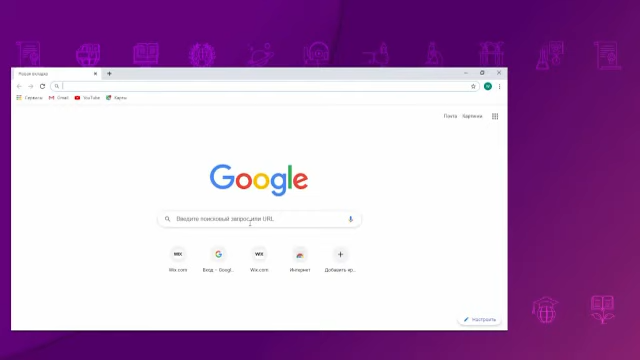 Новая вкладка
Сервисы Gmail YouTube Карты
Почта Картинки
Google
Введите поисковый запрос или URL
Wix.com
Вход – Googl...
Wix.com
Интернет
Добавить яр...
Настроить